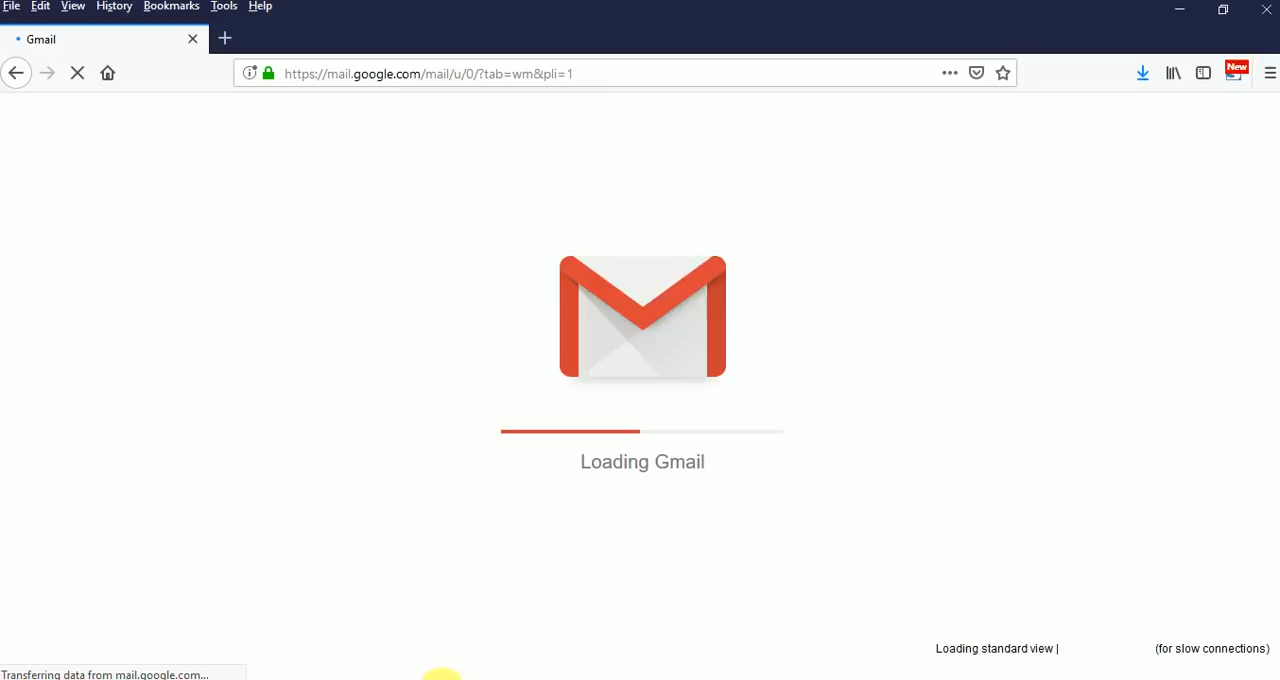 File Edit View History Bookmarks Tools Help
Gmail
https://mail.google.com/mail/u/0/?tab=wm&pli=1
New
Loading Gmail
Loading standard view | (for slow connections)
Transferring data from mail.google.com...